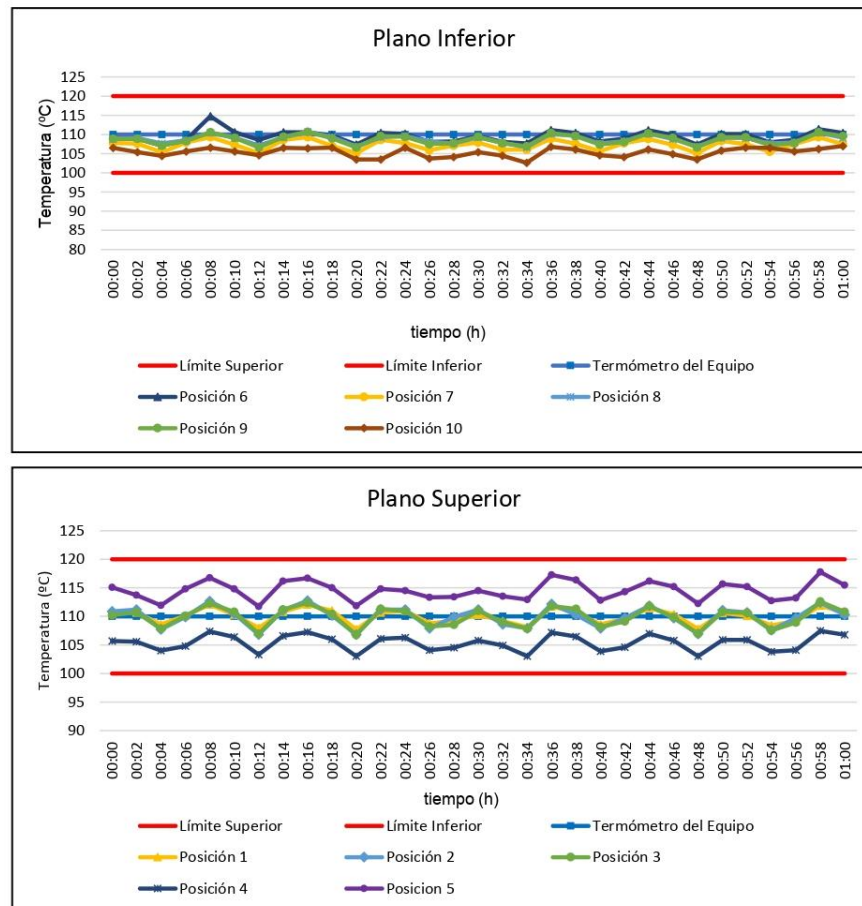 Plano Inferior
Temperatura (ºC)
125
120
115
110
105
100
95
90
85
80
00:00 00:02 00:04 00:06 00:08 00:10 00:12 00:14 00:16 00:18 00:20 00:22 00:24 00:26 00:28 00:30 00:32 00:34 00:36 00:38 00:40 00:42 00:44 00:46 00:48 00:50 00:52 00:54 00:56 00:58 01:00
tiempo (h)
Límite Superior Límite Inferior Termómetro del Equipo
Posición 6 Posición 7 Posición 8
Posición 9 Posición 10
Plano Superior
Temperatura (ºC)
125
120
115
110
105
100
95
90
00:00 00:02 00:04 00:06 00:08 00:10 00:12 00:14 00:16 00:18 00:20 00:22 00:24 00:26 00:28 00:30 00:32 00:34 00:36 00:38 00:40 00:42 00:44 00:46 00:48 00:50 00:52 00:54 00:56 00:58 01:00
tiempo (h)
Límite Superior Límite Inferior Termómetro del Equipo
Posición 1 Posición 2 Posición 3
Posición 4 Posicion 5